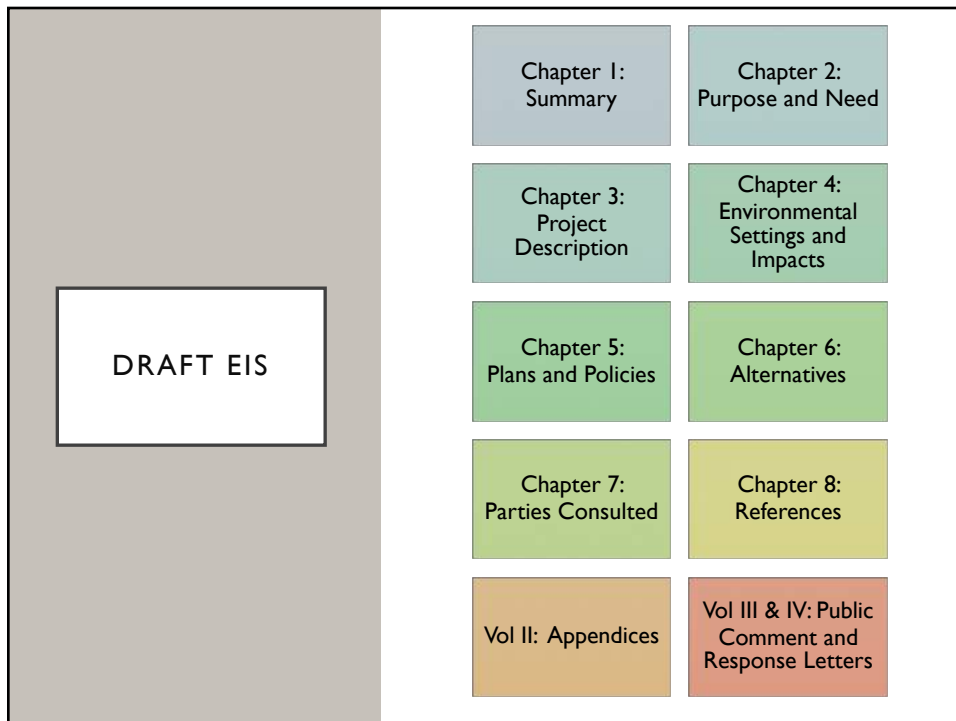 DRAFT EIS
Chapter 1:
Summary
Chapter 2:
Purpose and Need
Chapter 3:
Project
Description
Chapter 4:
Environmental
Settings and
Impacts
Chapter 5:
Plans and Policies
Chapter 6:
Alternatives
Chapter 7:
Parties Consulted
Chapter 8:
References
Vol II: Appendices
Vol III & IV: Public
Comment and
Response Letters